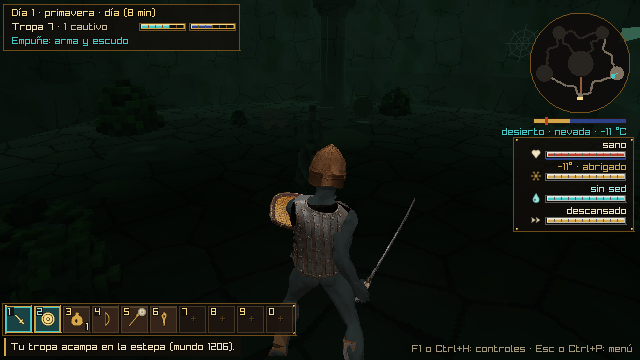 Día 1 · primavera · día (8 min)
Tropa 7 · 1 cautivo
Empuñe: arma y escudo
desierto · nevada · -11 °C
sano
-11° · abrigado
sin sed
descansado
1 2 3 4 5 6 7 8 9 0
1
Tu tropa acampa en la estepa (mundo 1206).
F1 o Ctrl+H: controles · Esc o Ctrl+P: menú